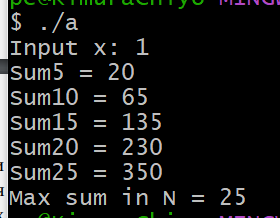 $ ./a
Input x: 1
Sum5 = 20
Sum10 = 65
Sum15 = 135
Sum20 = 230
Sum25 = 350
Max sum in N = 25